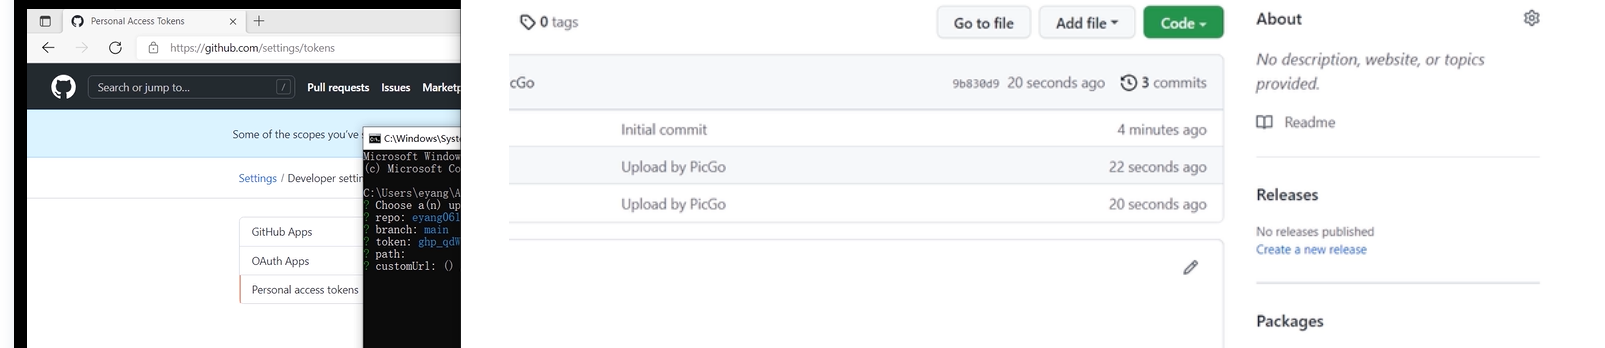 Personal Access Tokens
https://github.com/settings/tokens
Search or jump to... /
Pull requests Issues
Some of the scopes you've
Settings / Developer
GitHub Apps
OAuth Apps
Personal access tokens
C:\Windows\Syst
Microsoft Window
(c) Microsoft Co
C:\Users\eyang\A
? Choose a(n) up
? repo: eyang061
? branch: main
? token: ghp_qdW
? path:
? customUrl: ()
0 tags
Go to file
Add file
Code
cGo
9b830d9 20 seconds ago 3 commits
Initial commit 4 minutes ago
Upload by PicGo 22 seconds ago
Upload by PicGo 20 seconds ago
About
No description, website, or topics
provided.
Readme
Releases
No releases published
Create a new release
Packages